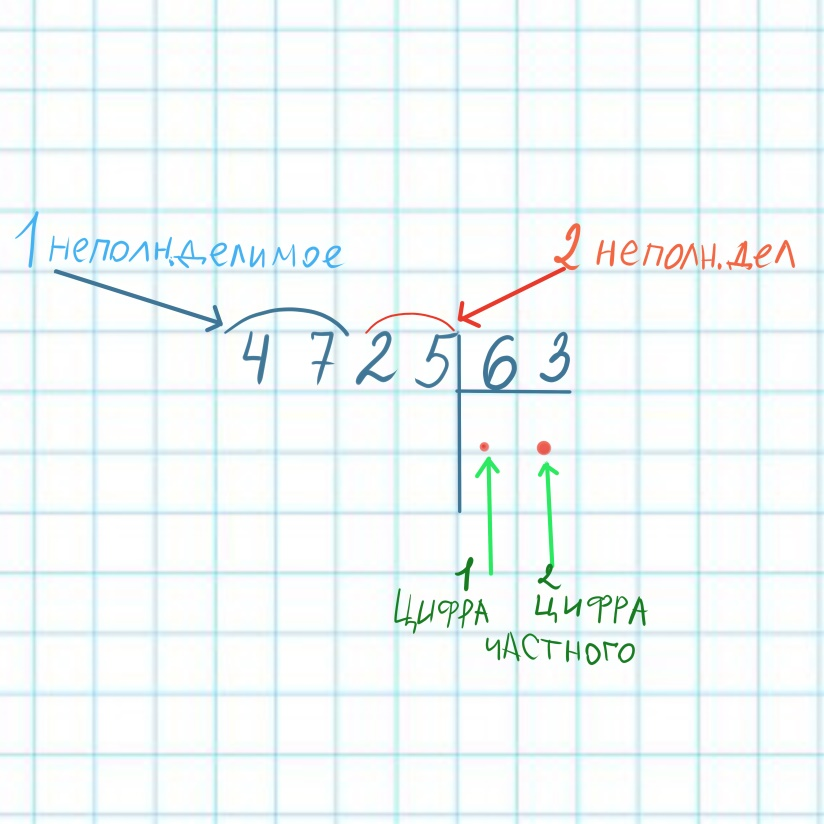 1 неполн.делимое 2 неполн.дел
4725 63
1 2
ЦИФРА ЦИФРА
ЧАСТНОГО